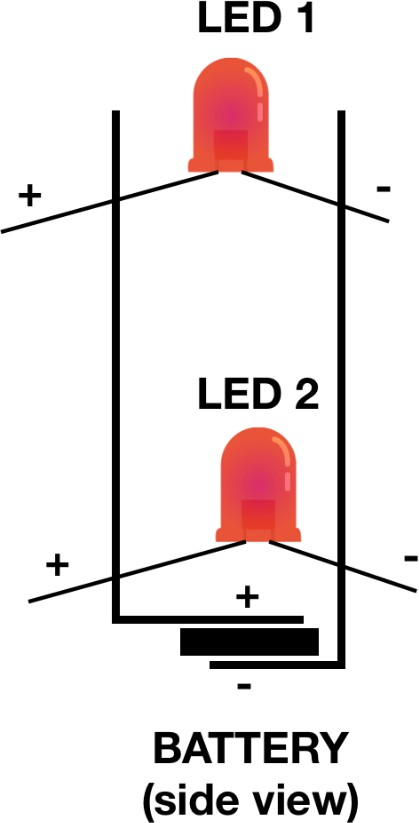 LED 1
+ -
LED 2
+ -
+
-
BATTERY
(side view)